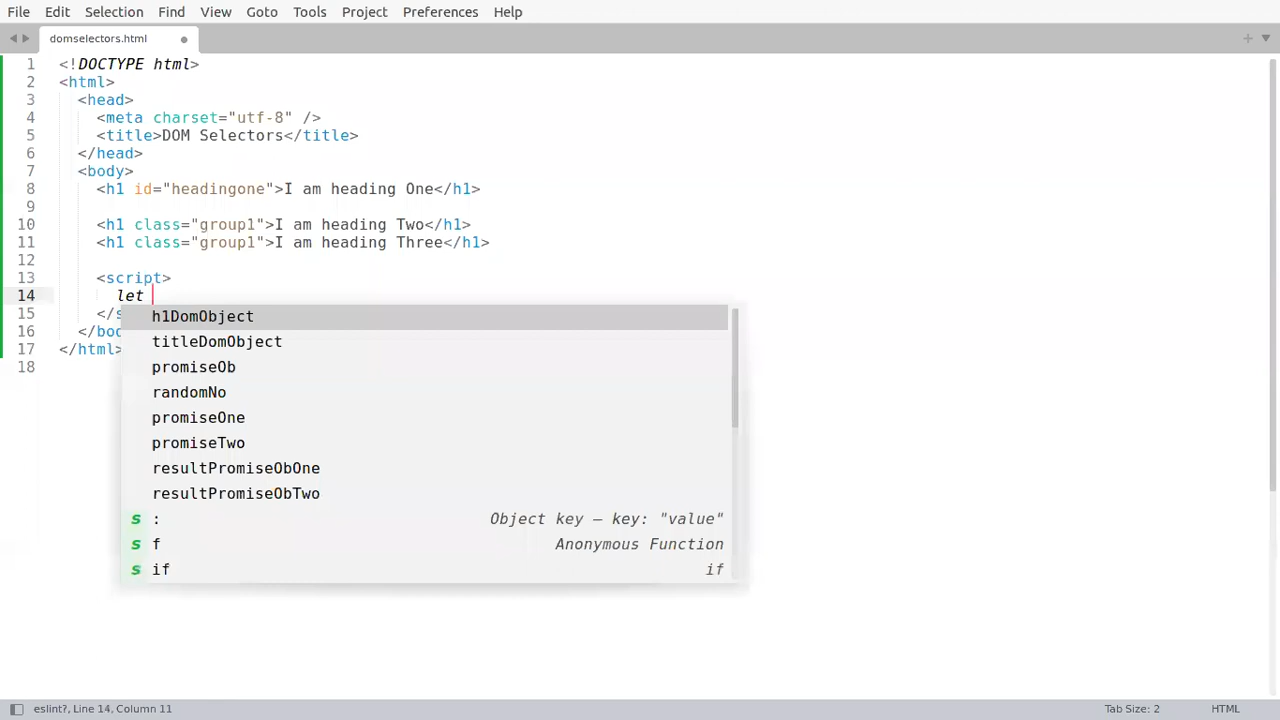 File Edit Selection Find View Goto Tools Project Preferences Help
domselectors.html
1 <!DOCTYPE html>
2 <html>
3 <head>
4 <meta charset="utf-8" />
5 <title>DOM Selectors</title>
6 </head>
7 <body>
8 <h1 id="headingone">I am heading One</h1>
9
10 <h1 class="group1">I am heading Two</h1>
11 <h1 class="group1">I am heading Three</h1>
12
13 <script>
14 let
15 </s
16 </bod
17 </html>
18
h1DomObject
titleDomObject
promiseOb
randomNo
promiseOne
promiseTwo
resultPromiseObOne
resultPromiseObTwo
s : Object key – key: "value"
s f Anonymous Function
s if if
eslint?, Line 14, Column 11 Tab Size: 2 HTML